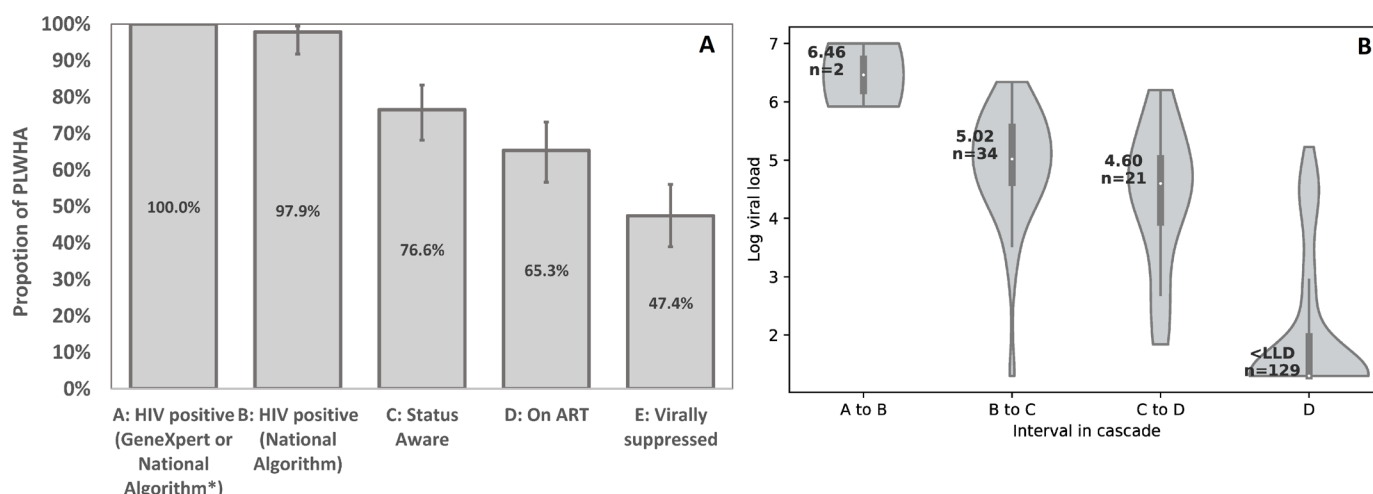 A
Propotion of PLWHA
100%
90%
80%
70%
60%
50%
40%
30%
20%
10%
0%
100.0%
97.9%
76.6%
65.3%
47.4%
A: HIV positive
(GeneXpert or
National
Algorithm*)
B: HIV positive
(National
Algorithm)
C: Status
Aware
D: On ART
E: Virally
suppressed
B
Log viral load
7
6
5
4
3
2
6.46
n=2
5.02
n=34
4.60
n=21
<LLD
n=129
A to B
B to C
C to D
D
Interval in cascade